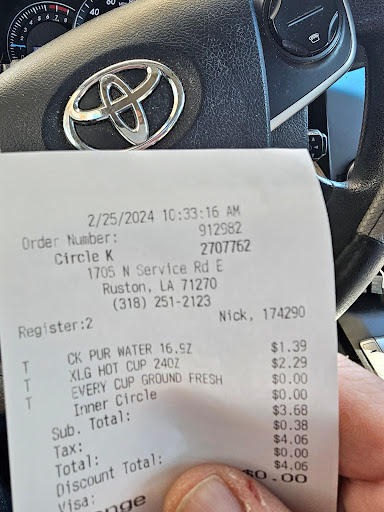 2/25/2024 10:33:16 AM
Order Number: 912982
Circle K 2707762
1705 N Service Rd E
Ruston, LA 71270
(318) 251-2123
Register:2 Nick, 174290
T CK PUR WATER 16.9Z $1.39
T XLG HOT CUP 24OZ $2.29
T EVERY CUP GROUND FRESH $0.00
Inner Circle $0.00
Sub. Total: $3.68
Tax: $0.38
Total: $4.06
Discount Total: $0.00
Visa: $4.06
ange $0.00